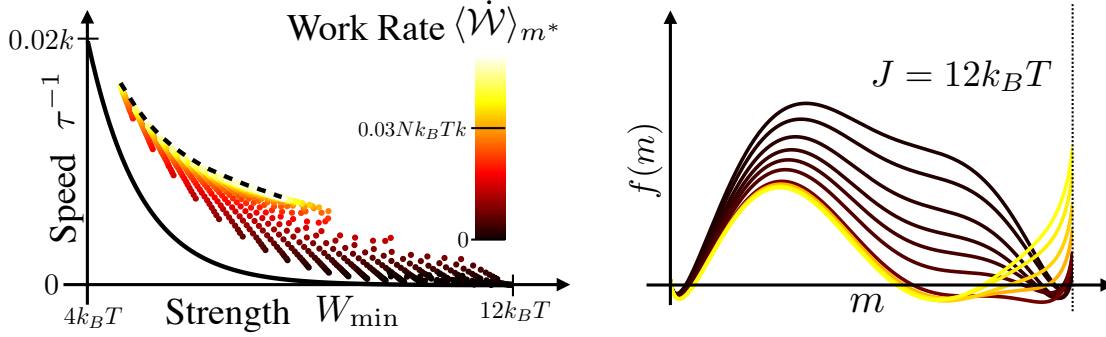 Work Rate ⟨𝒲̇⟩ₘ*
0.02k
Speed τ⁻¹
0.03Nk_BTk
0
0
4k_BT
Strength W_min
12k_BT
J = 12k_BT
f(m)
m